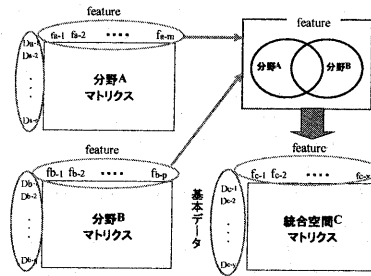 feature
fa-1 fa-2 ‥‥ fa-m
Da-1
Da-2
分野A
マトリクス
feature
分野A
分野B
feature
fb-1 fb-2 ‥‥ fb-p
Db-1
Db-2
分野B
マトリクス
基本データ
feature
fc-1 fc-2 ‥‥ fc-x
Dc-1
Dc-2
統合空間C
マトリクス
Dc-y